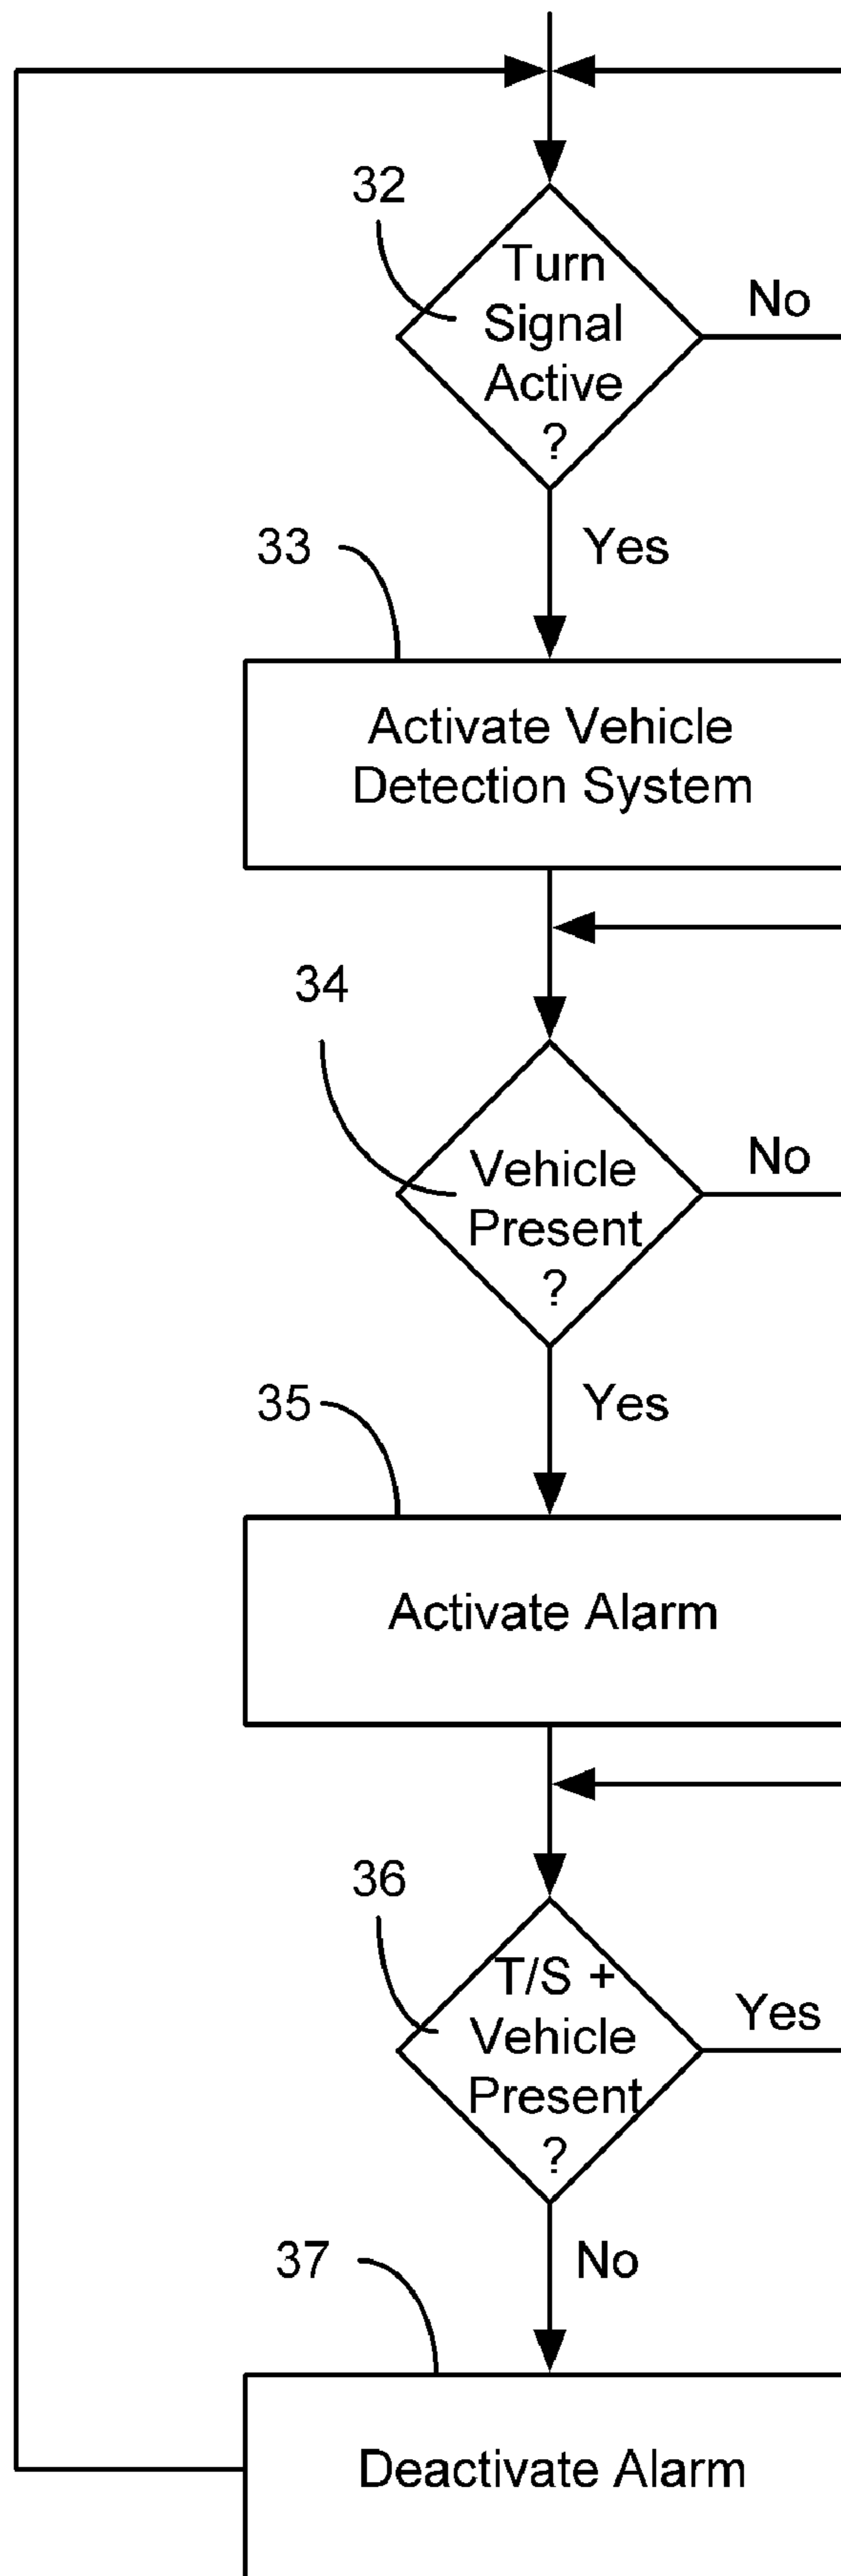 32
Turn
Signal
Active
?
No
Yes
33
Activate Vehicle
Detection System
34
Vehicle
Present
?
No
Yes
35
Activate Alarm
36
T/S +
Vehicle
Present
?
Yes
No
37
Deactivate Alarm